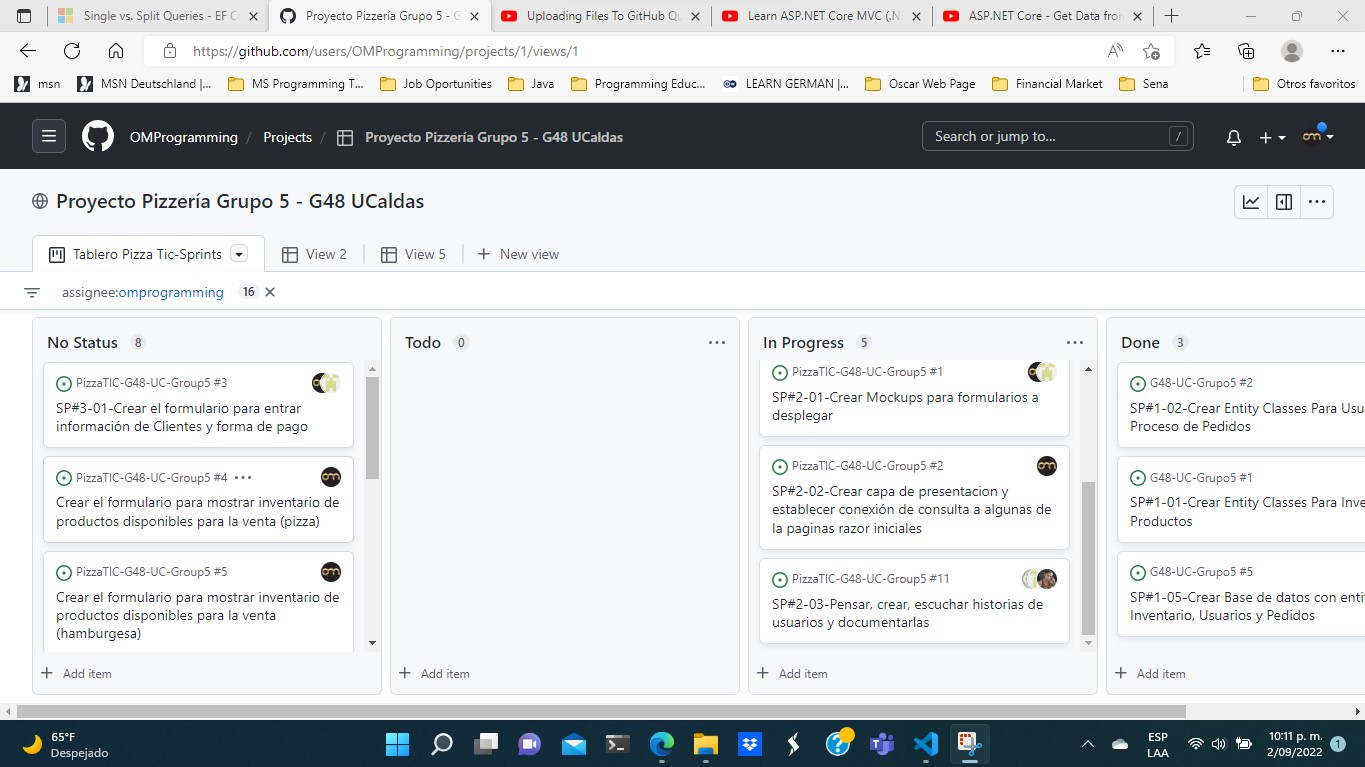 Single vs. Split Queries - EF C
Proyecto Pizzería Grupo 5 - G
Uploading Files To GitHub Qu
Learn ASP.NET Core MVC (.NE
ASP.NET Core - Get Data from
https://github.com/users/OMProgramming/projects/1/views/1
msn
MSN Deutschland |...
MS Programming T...
Job Oportunities
Java
Programming Educ...
LEARN GERMAN |...
Oscar Web Page
Financial Market
Sena
Otros favoritos
OMProgramming / Projects / Proyecto Pizzería Grupo 5 - G48 UCaldas
Search or jump to... /
Proyecto Pizzería Grupo 5 - G48 UCaldas
Tablero Pizza Tic-Sprints
View 2
View 5
New view
assignee:omprogramming 16
No Status 8
PizzaTIC-G48-UC-Group5 #3
SP#3-01-Crear el formulario para entrar
información de Clientes y forma de pago
PizzaTIC-G48-UC-Group5 #4
Crear el formulario para mostrar inventario de
productos disponibles para la venta (pizza)
PizzaTIC-G48-UC-Group5 #5
Crear el formulario para mostrar inventario de
productos disponibles para la venta
(hamburgesa)
Add item
Todo 0
Add item
In Progress 5
PizzaTIC-G48-UC-Group5 #1
SP#2-01-Crear Mockups para formularios a
desplegar
PizzaTIC-G48-UC-Group5 #2
SP#2-02-Crear capa de presentacion y
establecer conexión de consulta a algunas de
la paginas razor iniciales
PizzaTIC-G48-UC-Group5 #11
SP#2-03-Pensar, crear, escuchar historias de
usuarios y documentarlas
Add item
Done 3
G48-UC-Grupo5 #2
SP#1-02-Crear Entity Classes Para Usu
Proceso de Pedidos
G48-UC-Grupo5 #1
SP#1-01-Crear Entity Classes Para Inve
Productos
G48-UC-Grupo5 #5
SP#1-05-Crear Base de datos con enti
Inventario, Usuarios y Pedidos
Add item
65°F
Despejado
ESP
LAA
10:11 p. m.
2/09/2022
1